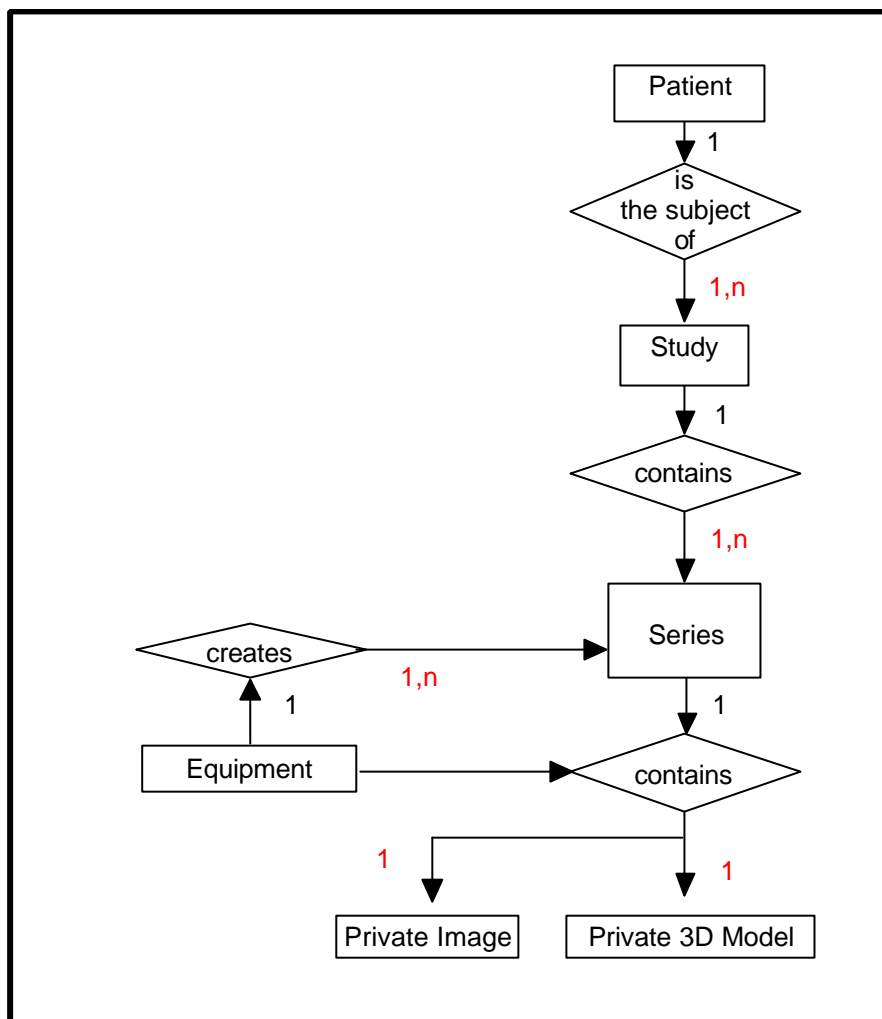 Patient
1
is
the subject
of
1,n
Study
1
contains
1,n
Series
creates
1,n
1
1
Equipment
contains
1
1
Private Image
Private 3D Model